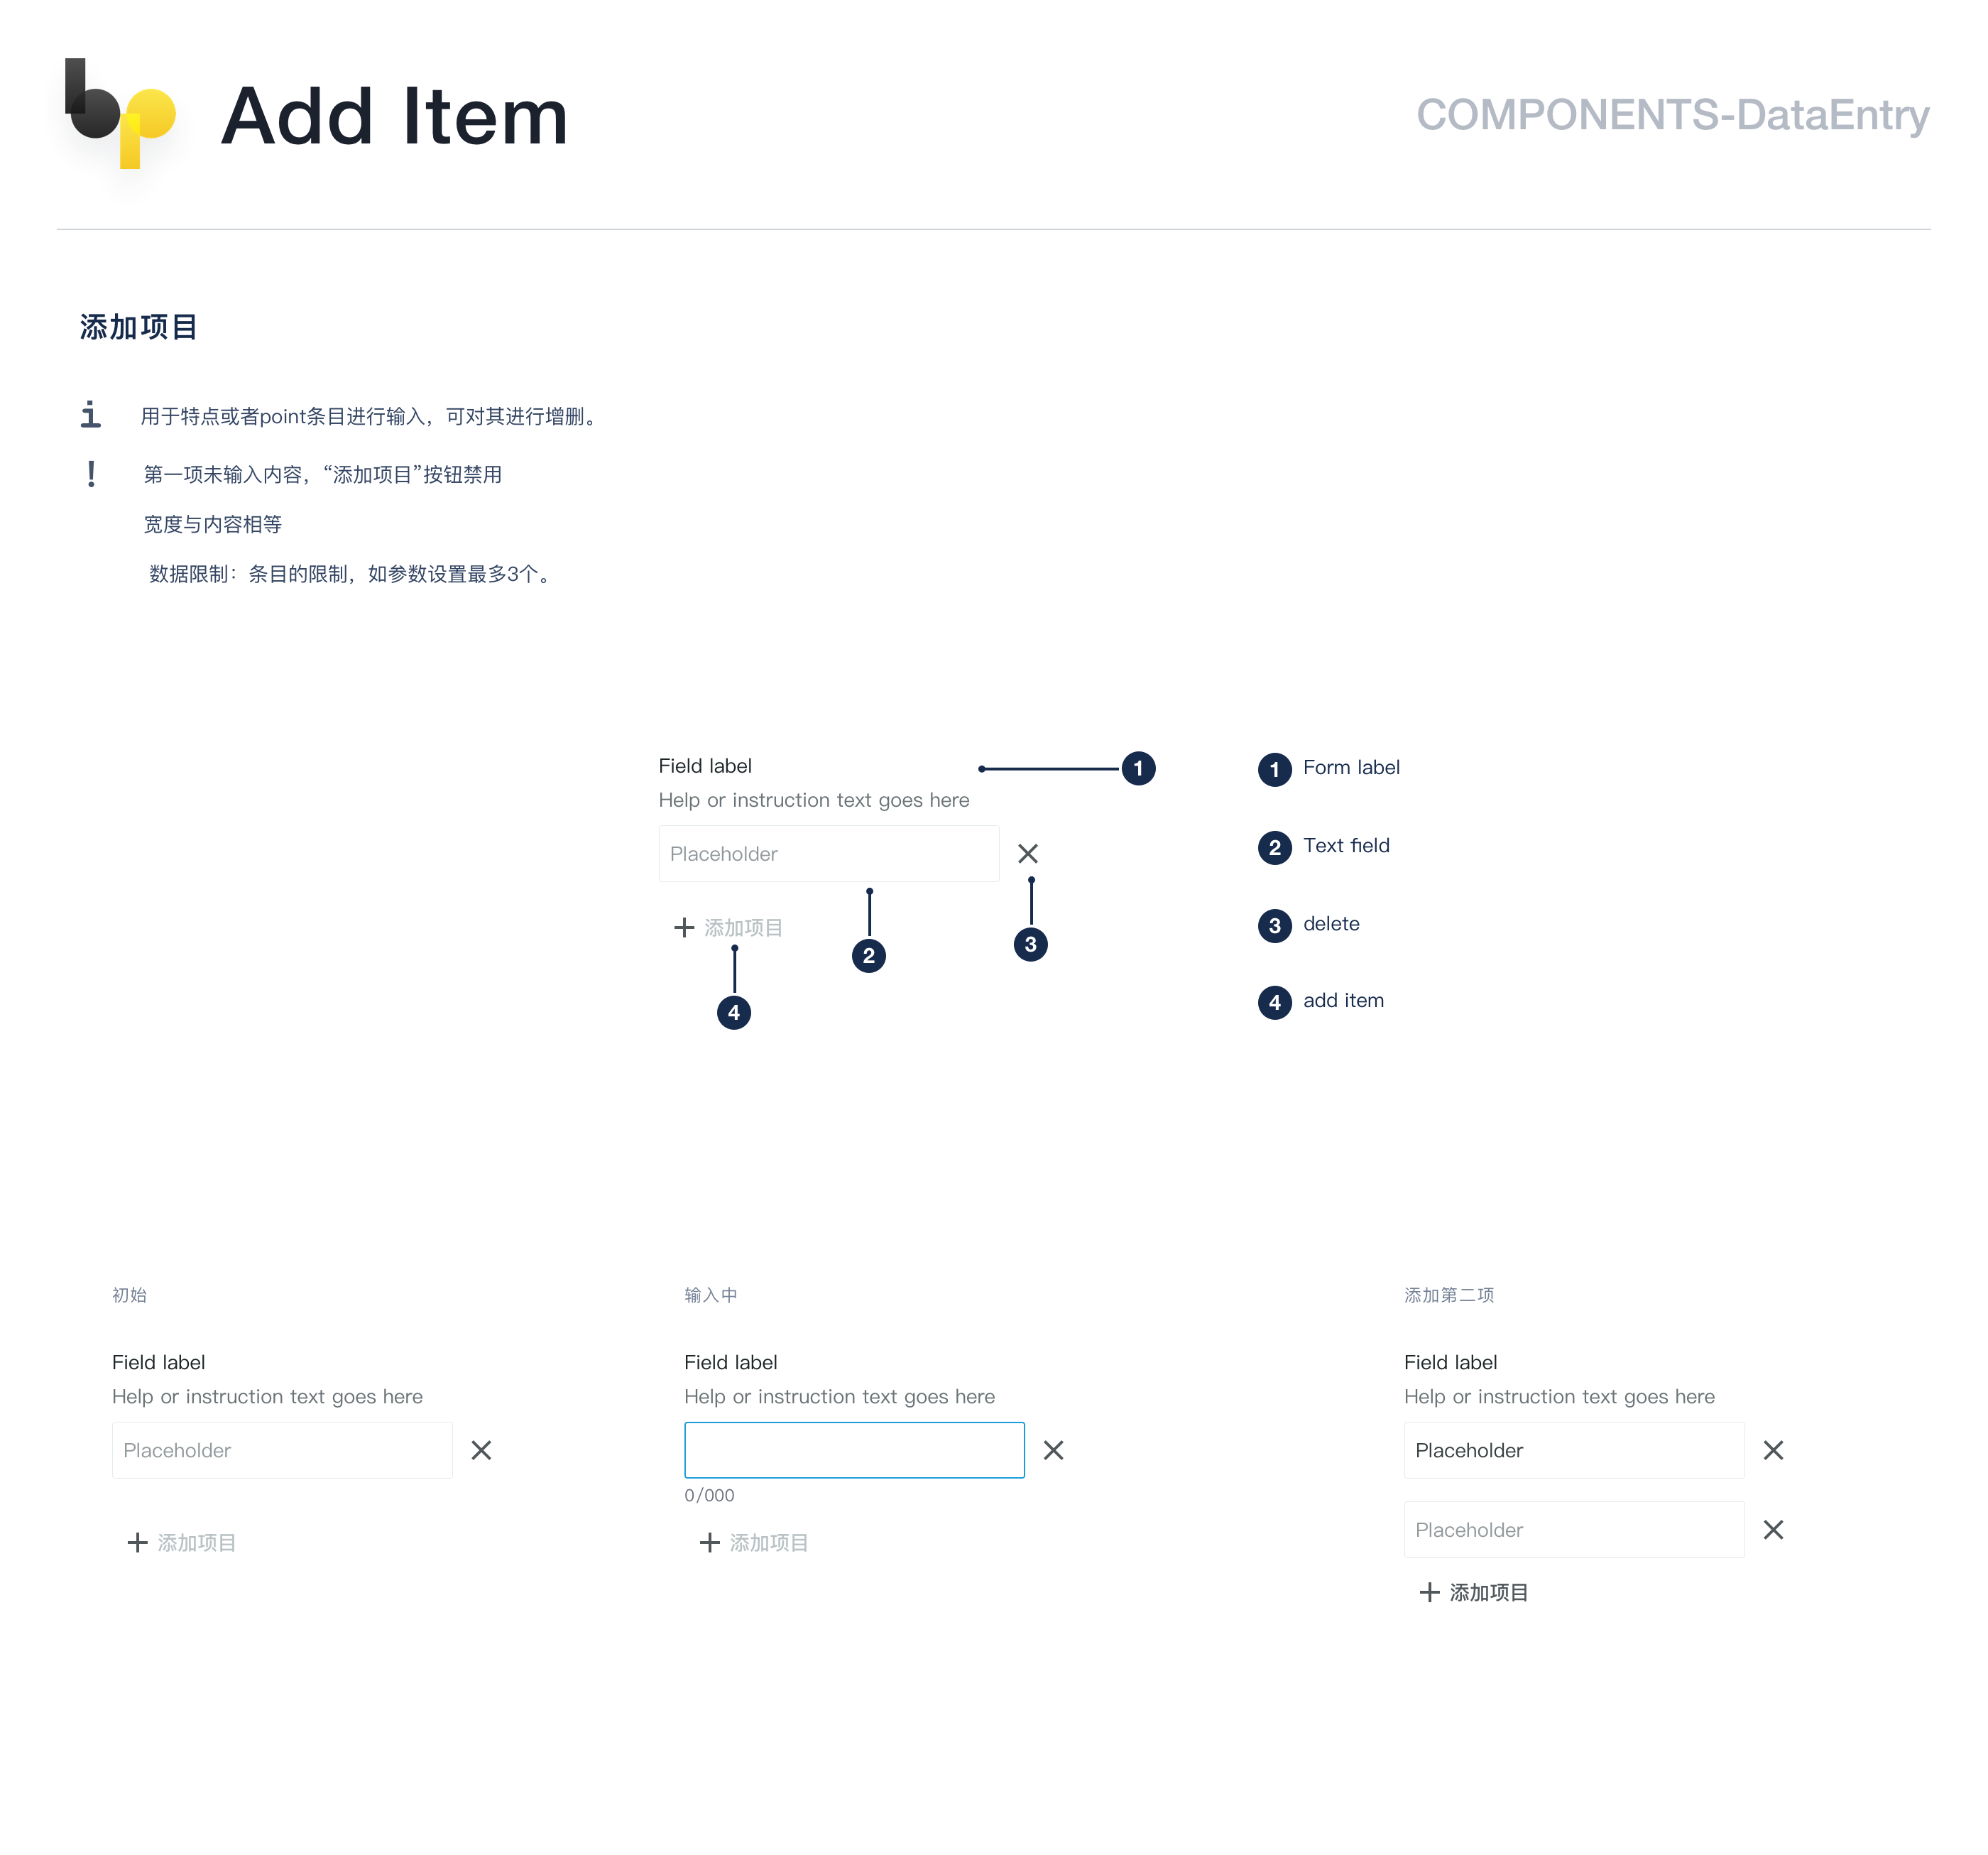 bp
Add Item
COMPONENTS-DataEntry
添加项目
i 用于特点或者point条目进行输入，可对其进行增删。
! 第一项未输入内容，“添加项目”按钮禁用
宽度与内容相等
数据限制：条目的限制，如参数设置最多3个。
Field label
1
Help or instruction text goes here
Placeholder
添加项目
2
3
4
1 Form label
2 Text field
3 delete
4 add item
初始
Field label
Help or instruction text goes here
Placeholder
添加项目
输入中
Field label
Help or instruction text goes here
0/000
添加项目
添加第二项
Field label
Help or instruction text goes here
Placeholder
Placeholder
添加项目